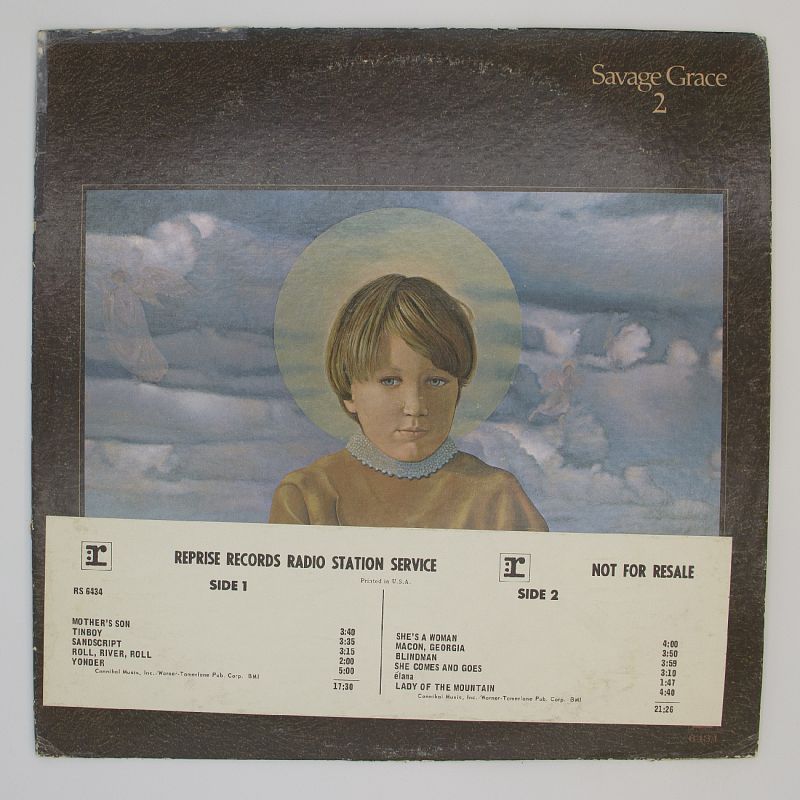 Savage Grace
2
r
REPRISE RECORDS RADIO STATION SERVICE
r
NOT FOR RESALE
Printed in U.S.A.
RS 6434
SIDE 1
SIDE 2
MOTHER'S SON 3:40
TINBOY 3:35
SANDSCRIPT 3:15
ROLL, RIVER, ROLL 2:00
YONDER 5:00
Cannibal Music, Inc./Warner-Tamerlane Pub. Corp. BMI
17:30
SHE'S A WOMAN 4:00
MACON, GEORGIA 3:50
BLINDMAN 3:59
SHE COMES AND GOES 3:10
élana 1:47
LADY OF THE MOUNTAIN 4:40
Cannibal Music, Inc./Warner-Tamerlane Pub. Corp. BMI
21:26
6434